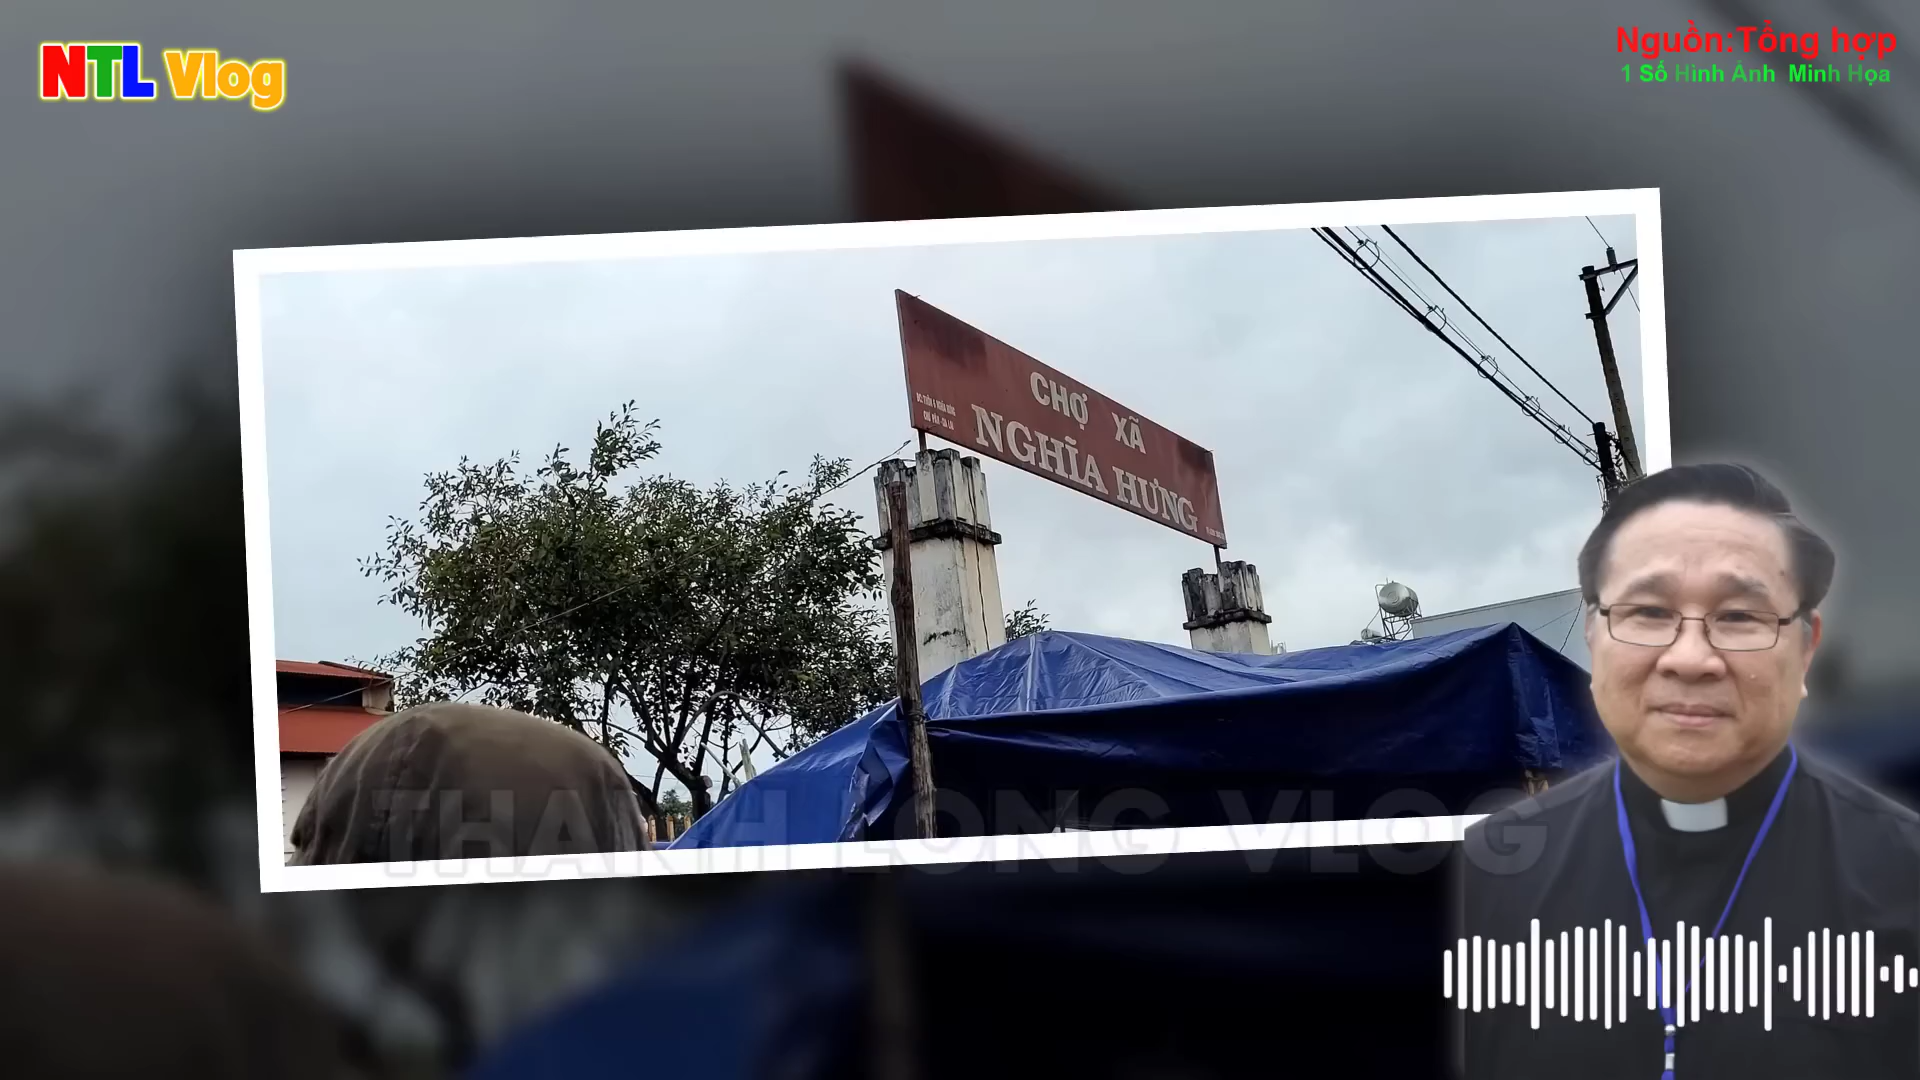 NTL Vlog
Nguồn:Tổng hợp
1 Số Hình Ảnh Minh Họa
CHỢ XÃ
NGHĨA HƯNG
THANH LONG VLOG